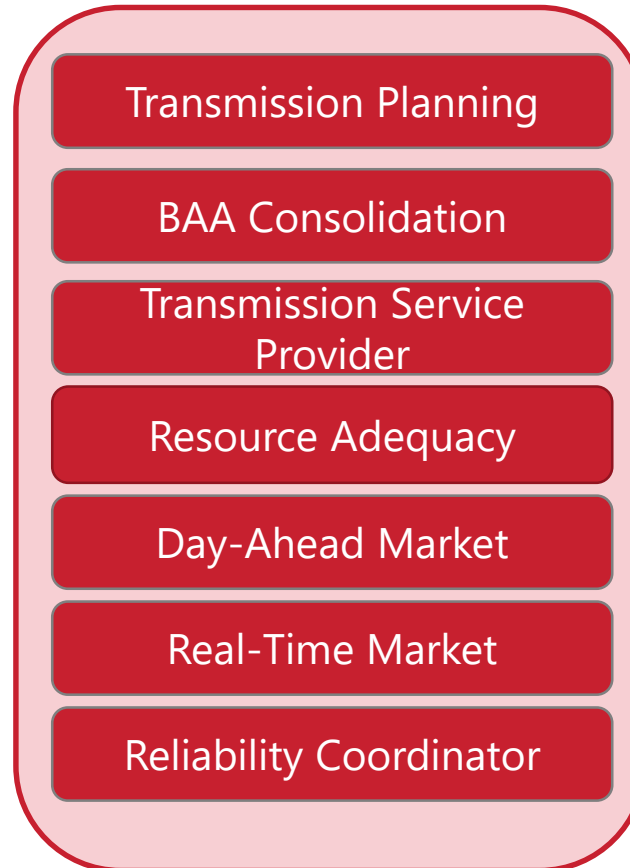 Transmission Planning
BAA Consolidation
Transmission Service
Provider
Resource Adequacy
Day-Ahead Market
Real-Time Market
Reliability Coordinator